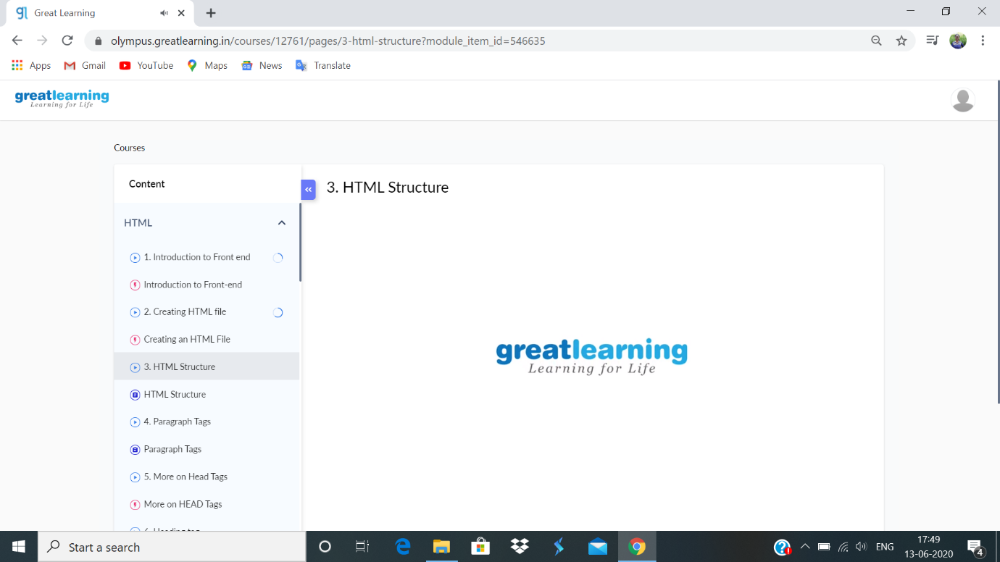 gl Great Learning
olympus.greatlearning.in/courses/12761/pages/3-html-structure?module_item_id=546635
Apps Gmail YouTube Maps News Translate
greatlearning
Learning for Life
Courses
Content
HTML
1. Introduction to Front end
Introduction to Front-end
2. Creating HTML file
Creating an HTML File
3. HTML Structure
HTML Structure
4. Paragraph Tags
Paragraph Tags
5. More on Head Tags
More on HEAD Tags
3. HTML Structure
greatlearning
Learning for Life
Start a search
ENG
17:49
13-06-2020
4